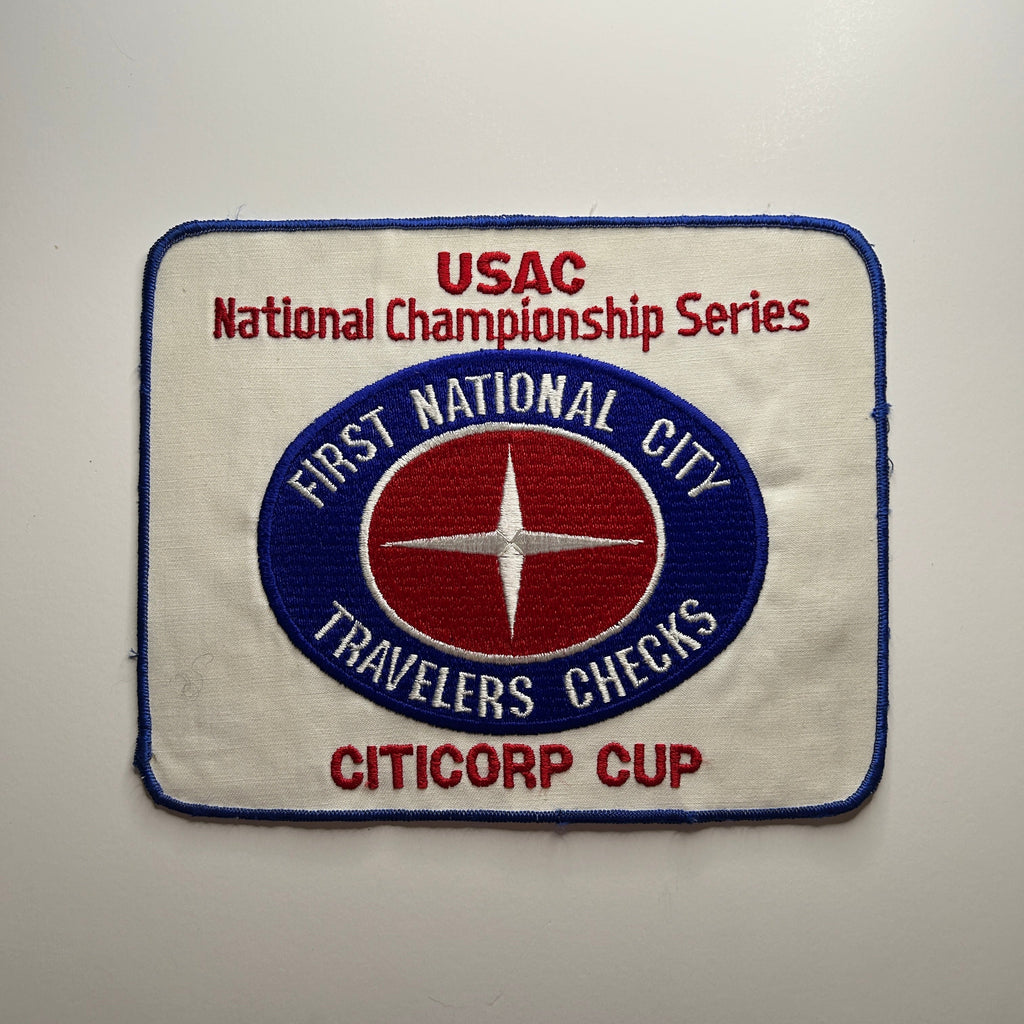 USAC
National Championship Series
FIRST NATIONAL CITY
TRAVELERS CHECKS
CITICORP CUP